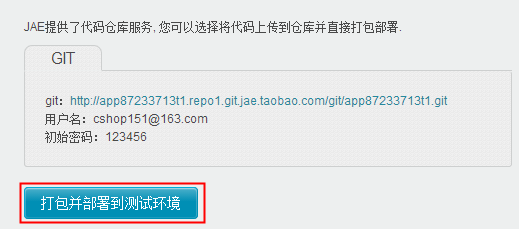 JAE提供了代码仓库服务,您可以选择将代码上传到仓库并直接打包部署.
GIT
git：http://app87233713t1.repo1.git.jae.taobao.com/git/app87233713t1.git
用户名：cshop151@163.com
初始密码：123456
打包并部署到测试环境